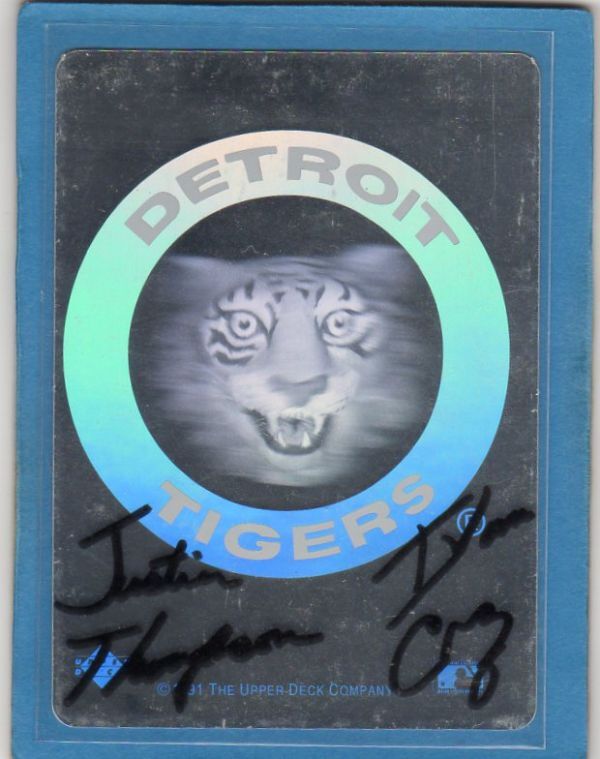 DETROIT
TIGERS
®
Justin
Thompson
©1991 THE UPPER DECK COMPANY